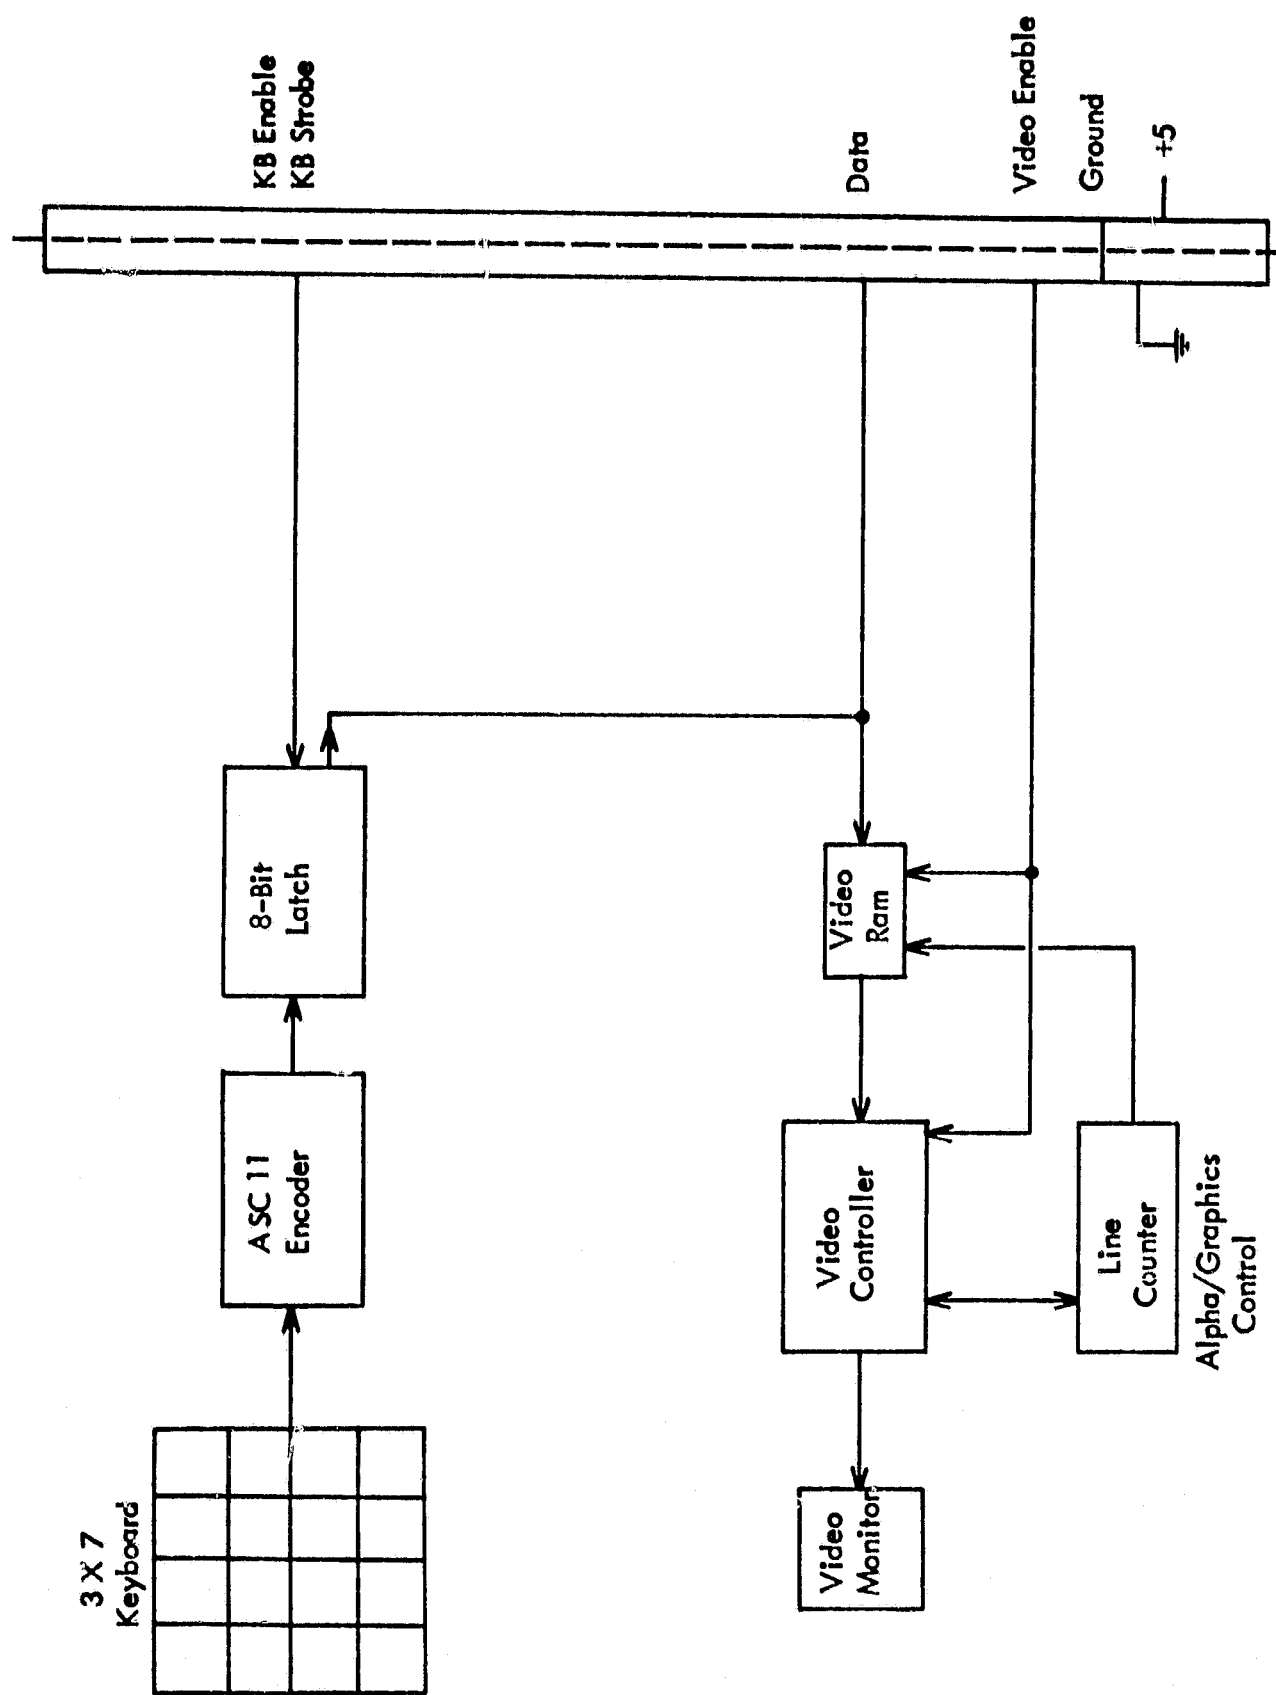 3 X 7
Keyboard
ASC 11
Encoder
8-Bit
Latch
KB Enable
KB Strobe
Video
Monitor
Video
Controller
Video
Ram
Data
Line
Counter
Alpha/Graphics
Control
Video Enable
Ground
+5